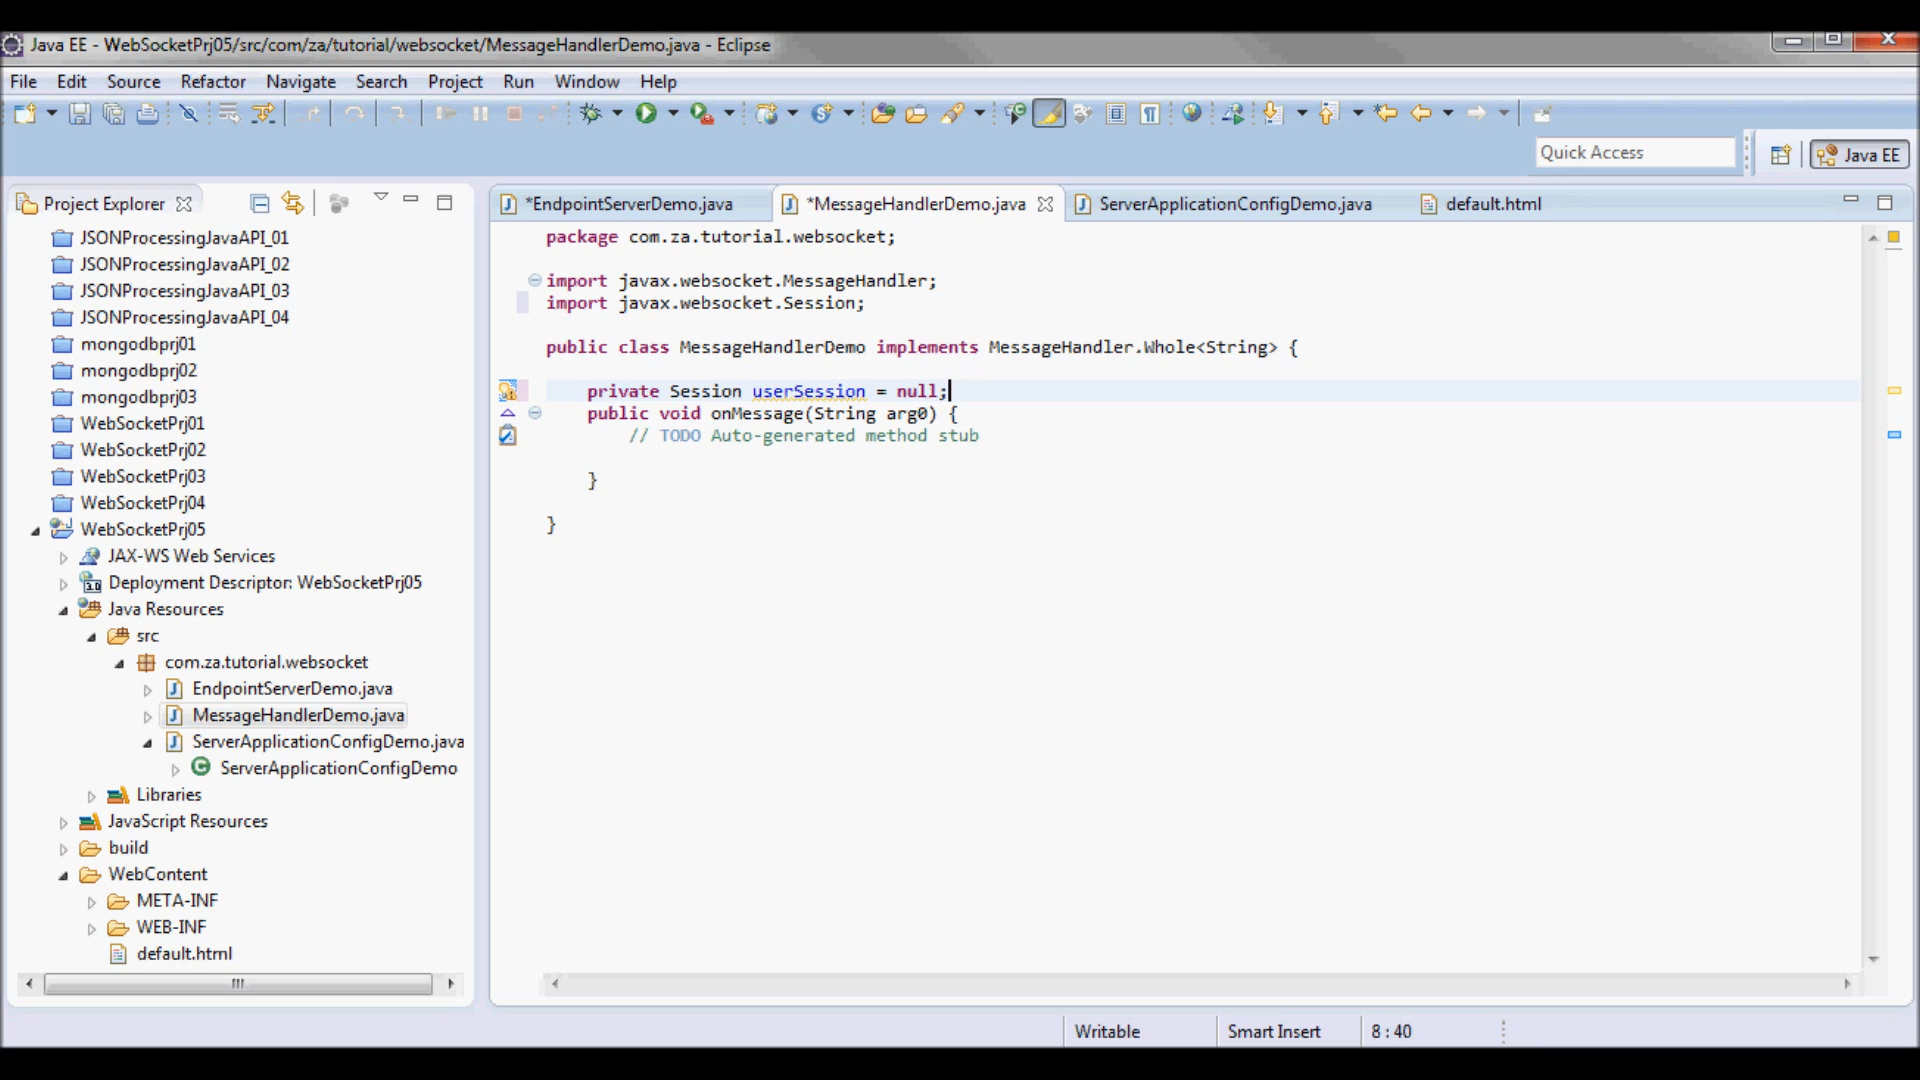 Java EE - WebSocketPrj05/src/com/za/tutorial/websocket/MessageHandlerDemo.java - Eclipse
File Edit Source Refactor Navigate Search Project Run Window Help
Quick Access
Java EE
Project Explorer
JSONProcessingJavaAPI_01
JSONProcessingJavaAPI_02
JSONProcessingJavaAPI_03
JSONProcessingJavaAPI_04
mongodbprj01
mongodbprj02
mongodbprj03
WebSocketPrj01
WebSocketPrj02
WebSocketPrj03
WebSocketPrj04
WebSocketPrj05
JAX-WS Web Services
Deployment Descriptor: WebSocketPrj05
Java Resources
src
com.za.tutorial.websocket
EndpointServerDemo.java
MessageHandlerDemo.java
ServerApplicationConfigDemo.java
ServerApplicationConfigDemo
Libraries
JavaScript Resources
build
WebContent
META-INF
WEB-INF
default.html
*EndpointServerDemo.java *MessageHandlerDemo.java ServerApplicationConfigDemo.java default.html
package com.za.tutorial.websocket;
import javax.websocket.MessageHandler;
import javax.websocket.Session;
public class MessageHandlerDemo implements MessageHandler.Whole<String> {
private Session userSession = null;
public void onMessage(String arg0) {
// TODO Auto-generated method stub
}
}
Writable Smart Insert 8 : 40